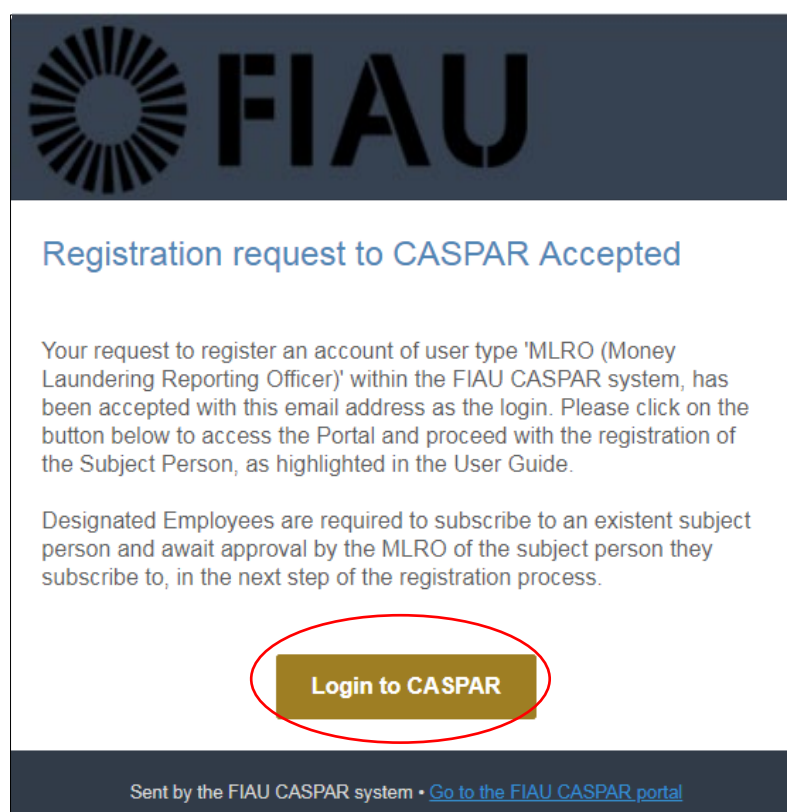 FIAU
Registration request to CASPAR Accepted
Your request to register an account of user type 'MLRO (Money
Laundering Reporting Officer)' within the FIAU CASPAR system, has
been accepted with this email address as the login. Please click on the
button below to access the Portal and proceed with the registration of
the Subject Person, as highlighted in the User Guide.
Designated Employees are required to subscribe to an existent subject
person and await approval by the MLRO of the subject person they
subscribe to, in the next step of the registration process.
Login to CASPAR
Sent by the FIAU CASPAR system • Go to the FIAU CASPAR portal